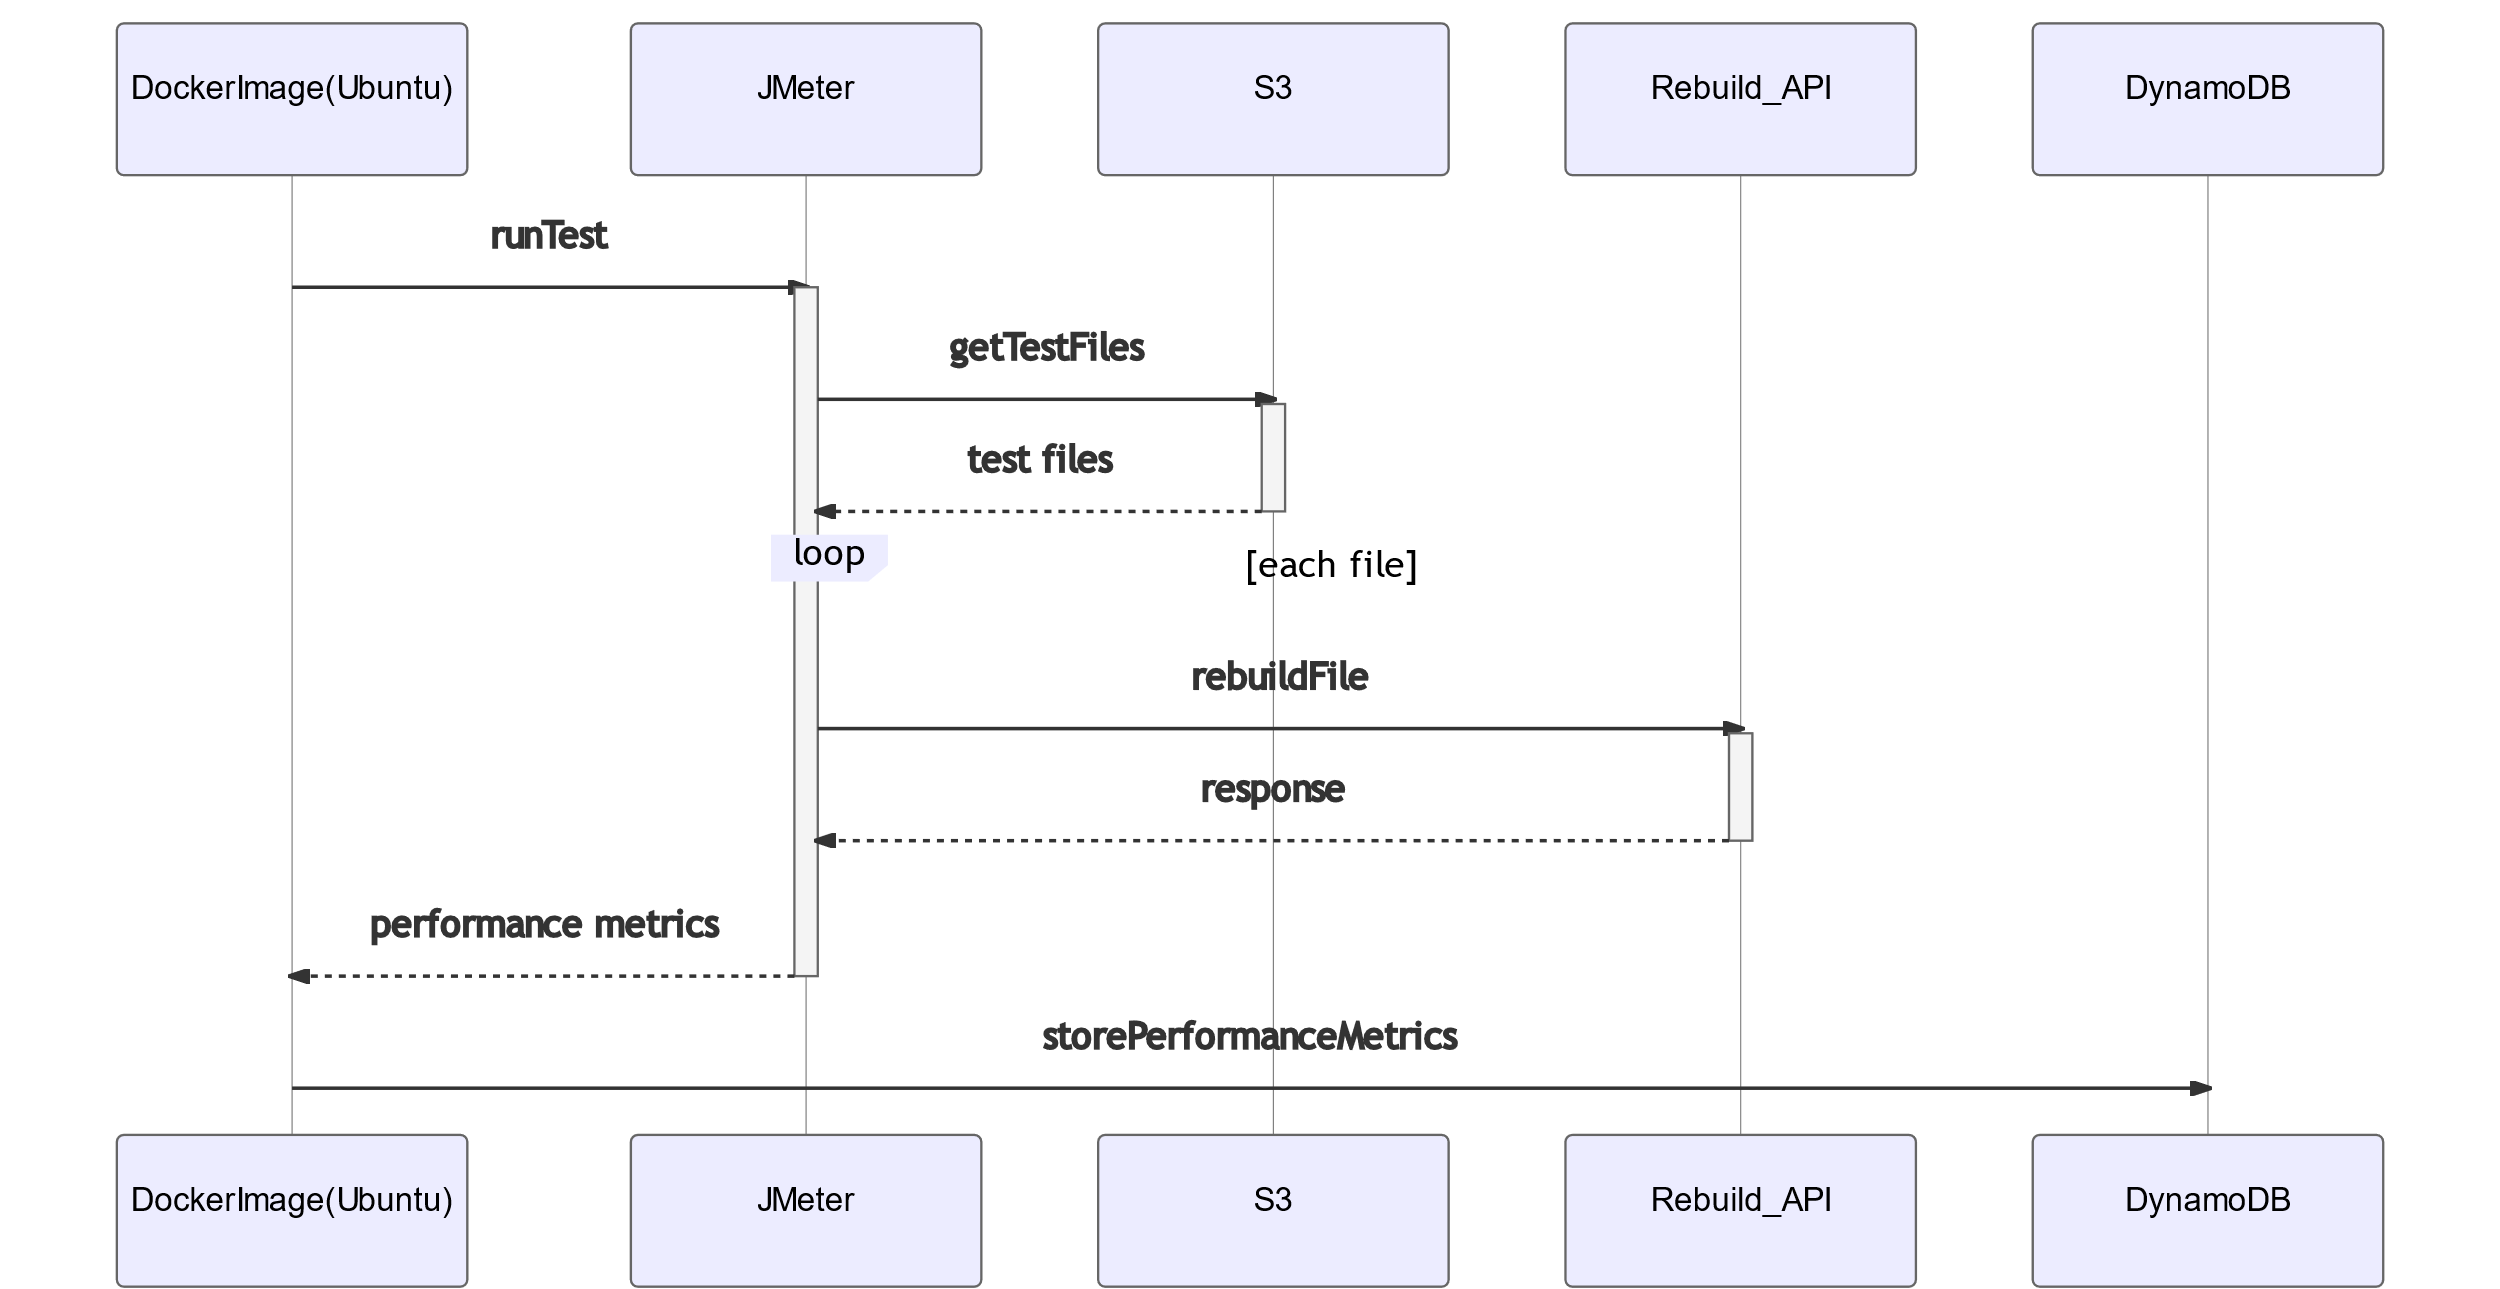 DockerImage(Ubuntu)
JMeter
S3
Rebuild_API
DynamoDB
runTest
getTestFiles
test files
loop
[each file]
rebuildFile
response
performance metrics
storePerformanceMetrics
DockerImage(Ubuntu)
JMeter
S3
Rebuild_API
DynamoDB